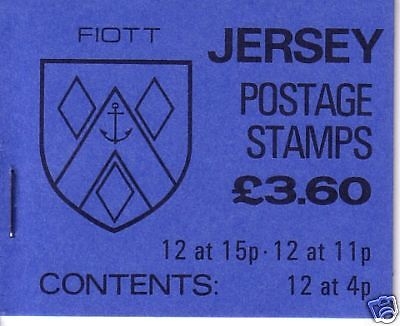 FIOTT
JERSEY
POSTAGE
STAMPS
£3.60
12 at 15p · 12 at 11p
CONTENTS: 12 at 4p